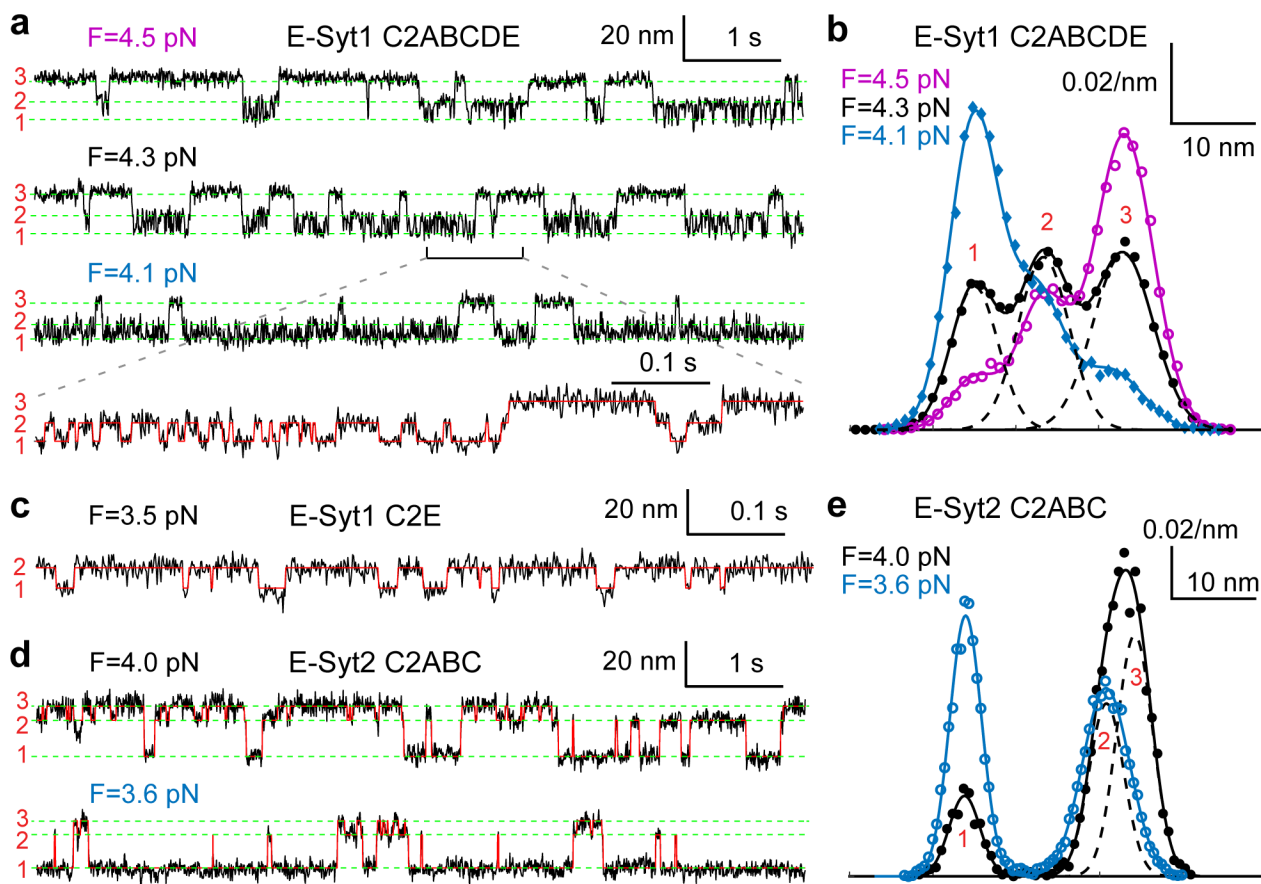 a
F=4.5 pN
E-Syt1 C2ABCDE
20 nm
1 s
3
2
1
F=4.3 pN
3
2
1
F=4.1 pN
3
2
1
0.1 s
3
2
1
b
E-Syt1 C2ABCDE
F=4.5 pN
F=4.3 pN
F=4.1 pN
0.02/nm
10 nm
1
2
3
c
F=3.5 pN
E-Syt1 C2E
20 nm
0.1 s
2
1
d
F=4.0 pN
E-Syt2 C2ABC
20 nm
1 s
3
2
1
F=3.6 pN
3
2
1
e
E-Syt2 C2ABC
F=4.0 pN
F=3.6 pN
0.02/nm
10 nm
1
2
3